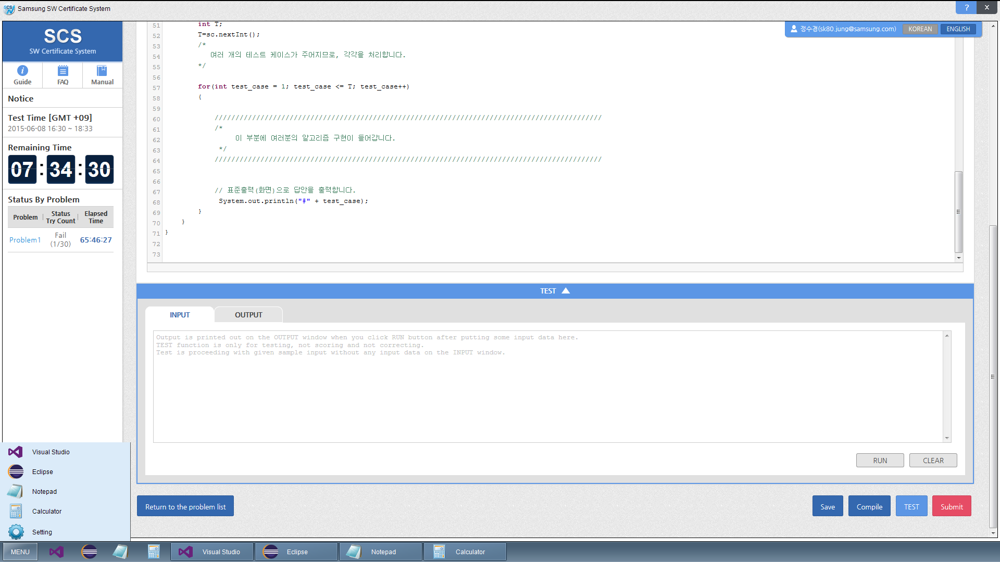 Samsung SW Certificate System
?
X
SCS
SW Certificate System
Guide
FAQ
Manual
Notice
Test Time [GMT +09]
2015-06-08 16:30 ~ 18:33
Remaining Time
07 : 34 : 30
Status By Problem
Problem
Status
Try Count
Elapsed
Time
Problem1
Fail
(1/30)
65:46:27
정수경(sk80.jung@samsung.com)
KOREAN
ENGLISH
51 int T;
52 T=sc.nextInt();
53 /*
54 여러 개의 테스트 케이스가 주어지므로, 각각을 처리합니다.
55 */
56
57 for(int test_case = 1; test_case <= T; test_case++)
58 {
59
60 /////////////////////////////////////////////////////////////////////////////////////////////
61 /*
62 이 부분에 여러분의 알고리즘 구현이 들어갑니다.
63 */
64 /////////////////////////////////////////////////////////////////////////////////////////////
65
66
67 // 표준출력(화면)으로 답안을 출력합니다.
68 System.out.println("#" + test_case);
69 }
70 }
71 }
72
73
TEST
INPUT
OUTPUT
Output is printed out on the OUTPUT window when you click RUN button after putting some input data here.
TEST function is only for testing, not scoring and not correcting.
Test is proceeding with given sample input without any input data on the INPUT window.
RUN
CLEAR
Return to the problem list
Save
Compile
TEST
Submit
Visual Studio
Eclipse
Notepad
Calculator
Setting
MENU
Visual Studio
Eclipse
Notepad
Calculator